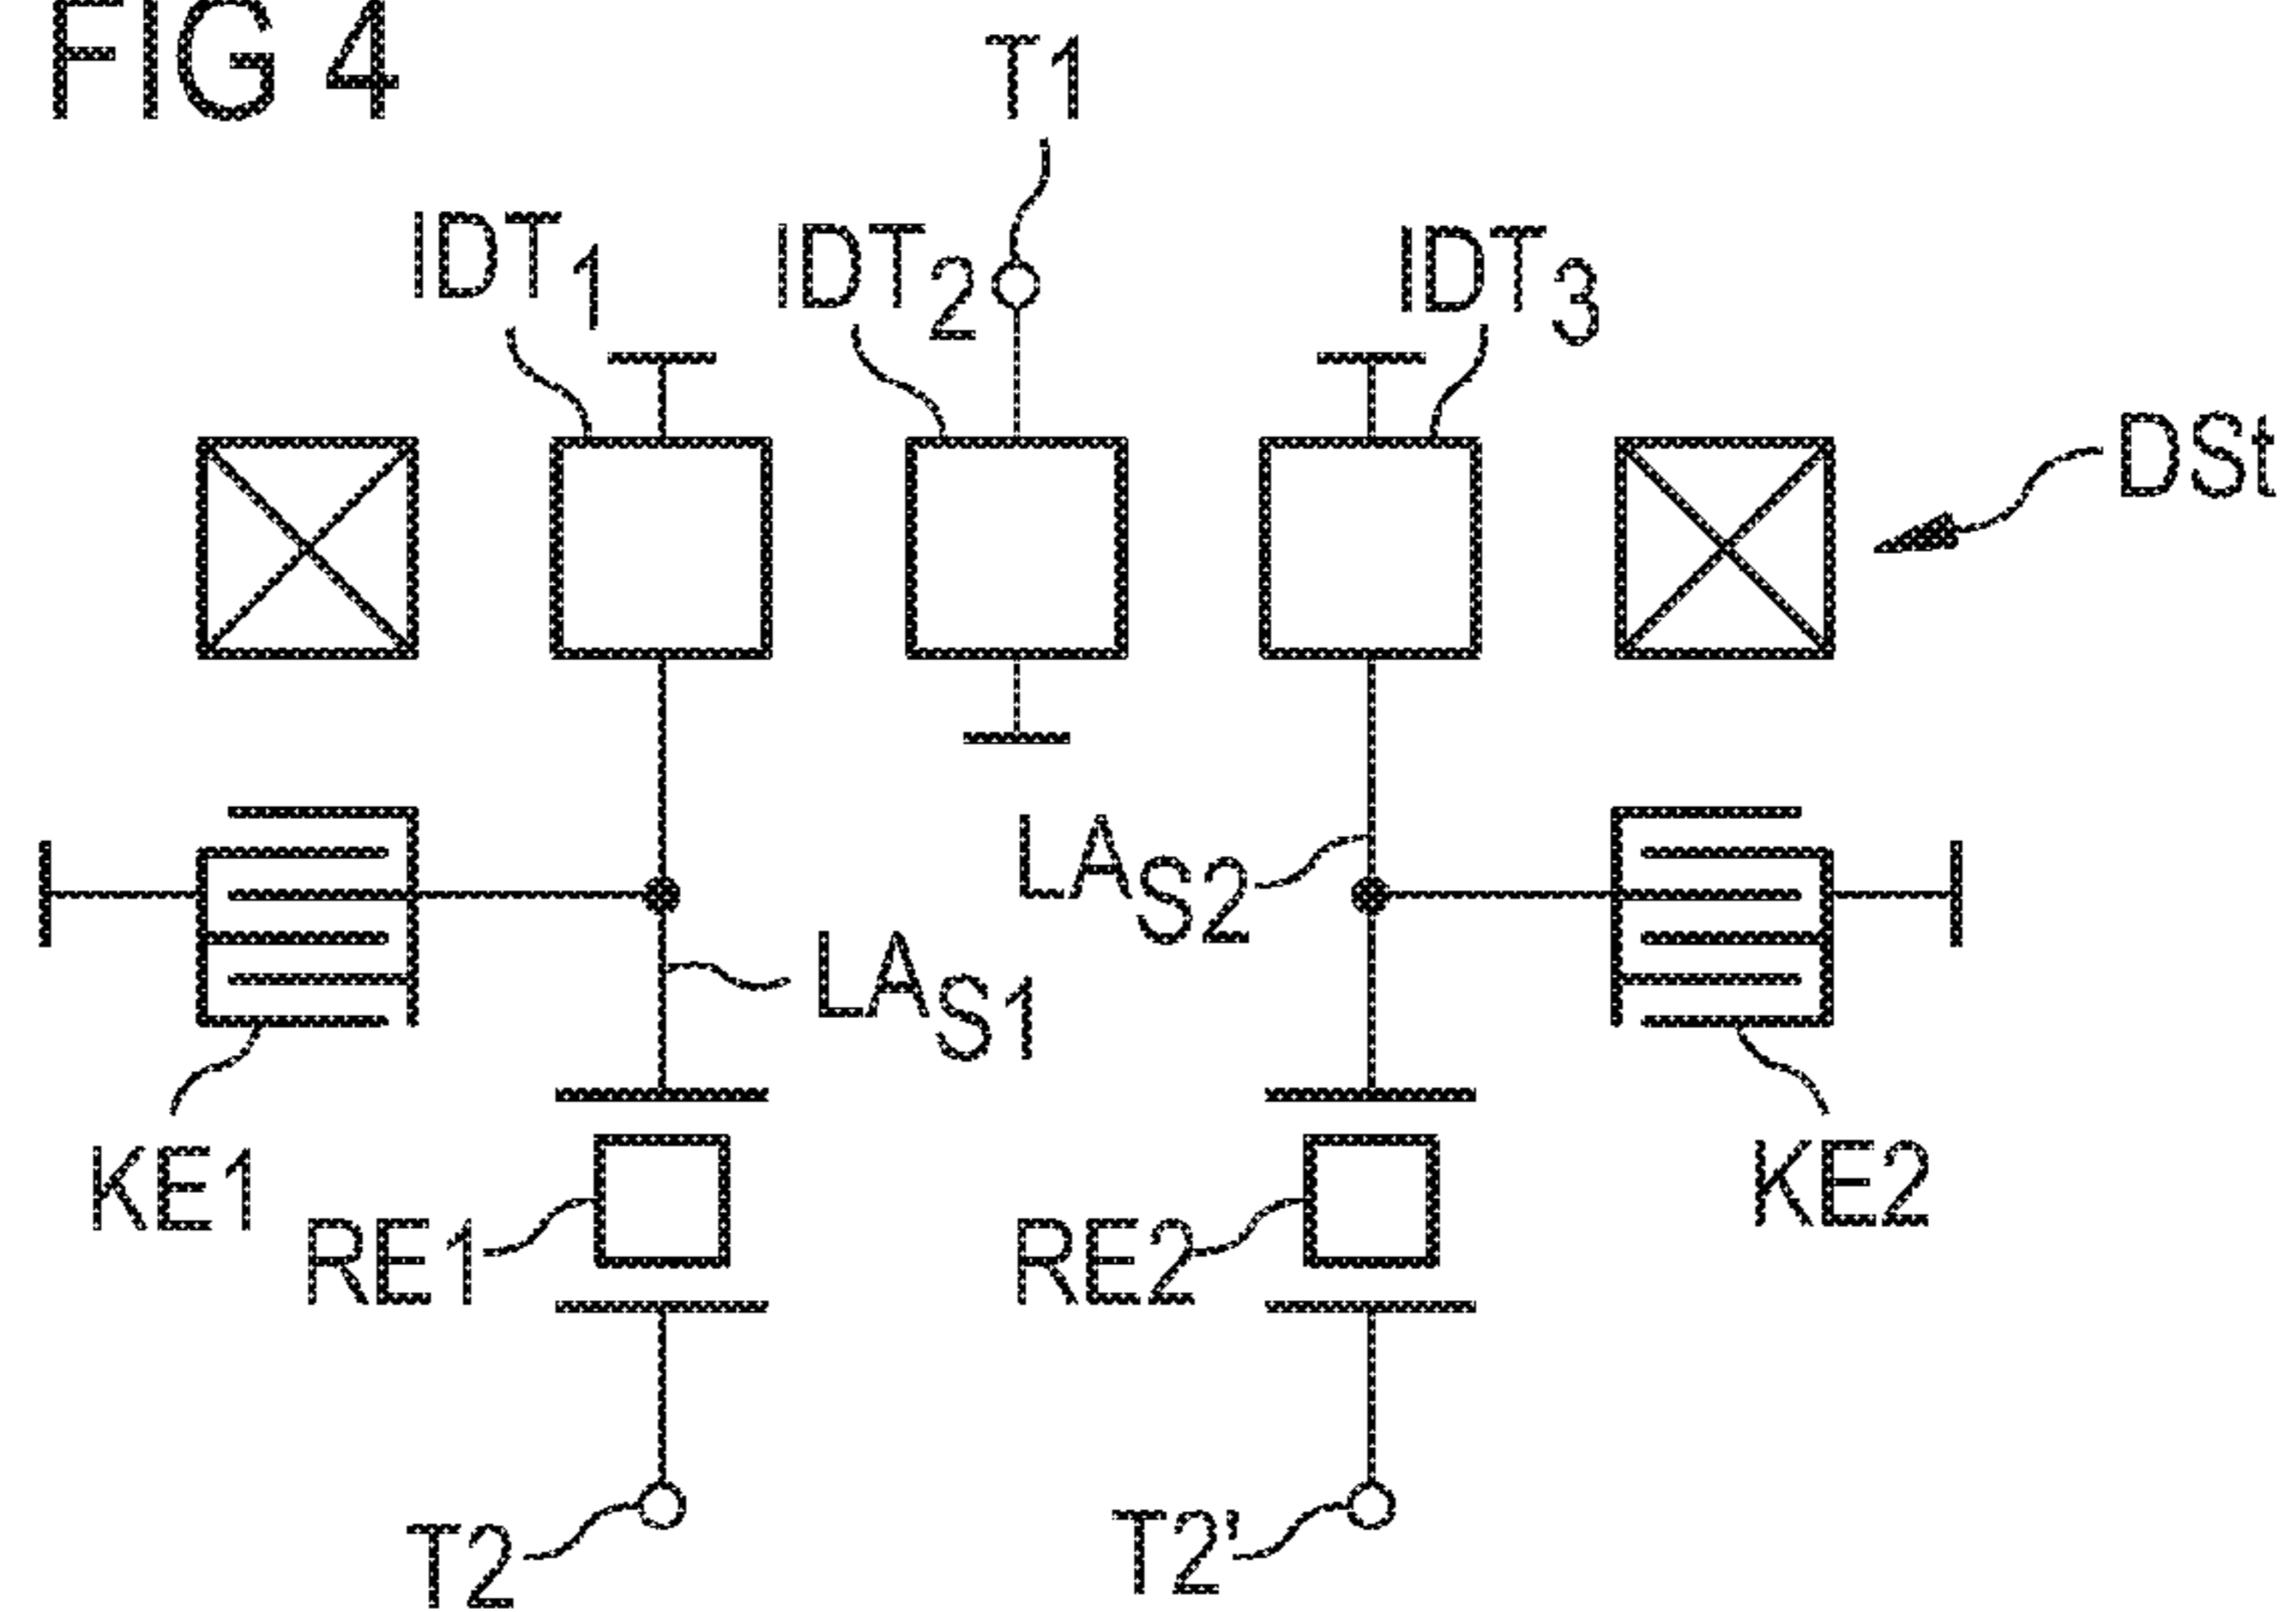 FIG 4
T1
IDT1
IDT2
IDT3
DSt
LAS2
LAS1
KE1
RE1
RE2
KE2
T2
T2'